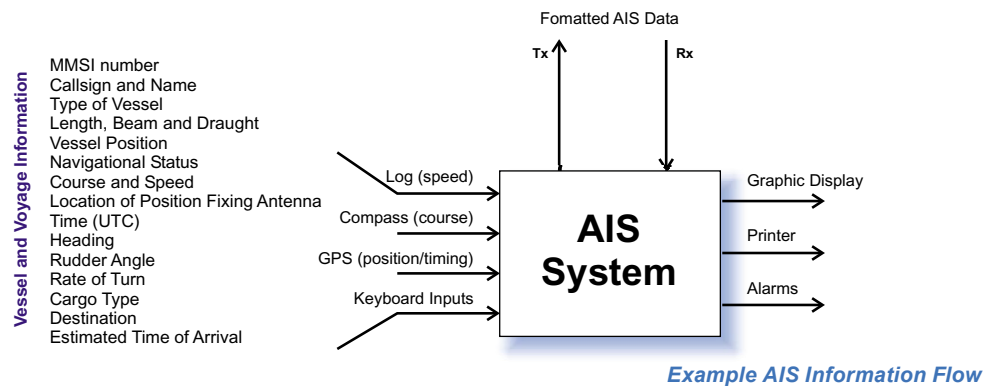 Fomatted AIS Data
Tx
Rx
Vessel and Voyage Information
MMSI number
Callsign and Name
Type of Vessel
Length, Beam and Draught
Vessel Position
Navigational Status
Course and Speed
Location of Position Fixing Antenna
Time (UTC)
Heading
Rudder Angle
Rate of Turn
Cargo Type
Destination
Estimated Time of Arrival
Log (speed)
Compass (course)
GPS (position/timing)
Keyboard Inputs
AIS
System
Graphic Display
Printer
Alarms
Example AIS Information Flow